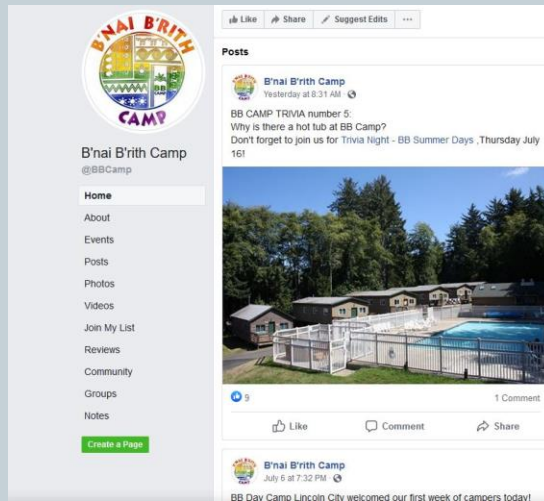 B'NAI B'RITH
CAMP
B'nai B'rith Camp
@BBCamp
Home
About
Events
Posts
Photos
Videos
Join My List
Reviews
Community
Groups
Notes
Create a Page
Like Share Suggest Edits ...
Posts
B'nai B'rith Camp
Yesterday at 8:31 AM ·
BB CAMP TRIVIA number 5:
Why is there a hot tub at BB Camp?
Don't forget to join us for Trivia Night - BB Summer Days ,Thursday July
16!
9 1 Comment
Like Comment Share
B'nai B'rith Camp
July 6 at 7:32 PM ·
BB Day Camp Lincoln City welcomed our first week of campers today!